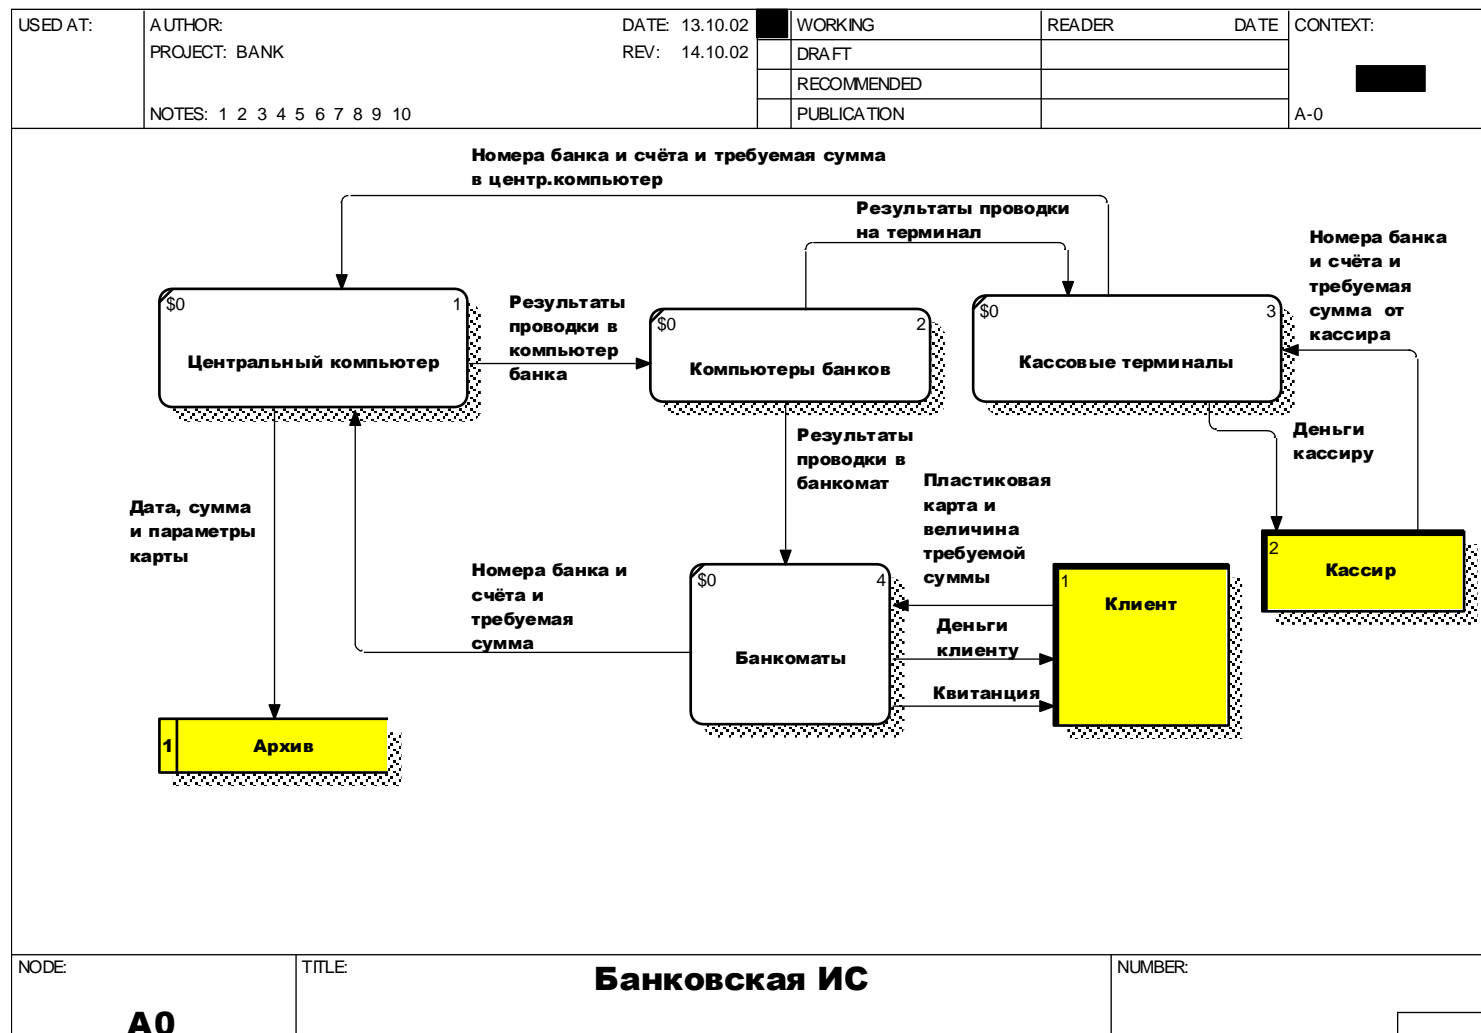 USED AT:
AUTHOR:
DATE: 13.10.02
PROJECT: BANK
REV: 14.10.02
NOTES: 1 2 3 4 5 6 7 8 9 10
WORKING
DRAFT
RECOMMENDED
PUBLICATION
READER
DATE
CONTEXT:
A-0
Номера банка и счёта и требуемая сумма
в центр.компьютер
Результаты проводки
на терминал
Номера банка
и счёта и
требуемая
сумма от
кассира
$0
1
Центральный компьютер
Результаты
проводки в
компьютер
банка
$0
2
Компьютеры банков
$0
3
Кассовые терминалы
Деньги
кассиру
Результаты
проводки в
банкомат
Пластиковая
карта и
величина
требуемой
суммы
Дата, сумма
и параметры
карты
Номера банка и
счёта и
требуемая
сумма
$0
4
Банкоматы
Деньги
клиенту
Квитанция
1
Клиент
2
Кассир
1
Архив
NODE:
A0
TITLE:
Банковская ИС
NUMBER: